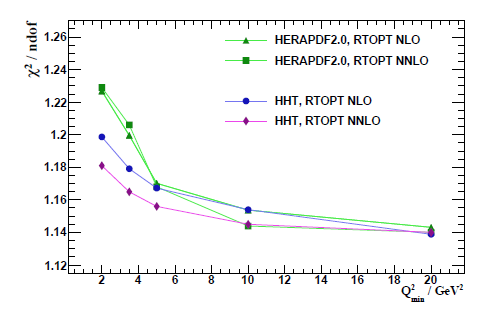 χ² / ndof
1.26
1.24
1.22
1.2
1.18
1.16
1.14
1.12
HERAPDF2.0, RTOPT NLO
HERAPDF2.0, RTOPT NNLO
HHT, RTOPT NLO
HHT, RTOPT NNLO
2 4 6 8 10 12 14 16 18 20
Q²min / GeV²